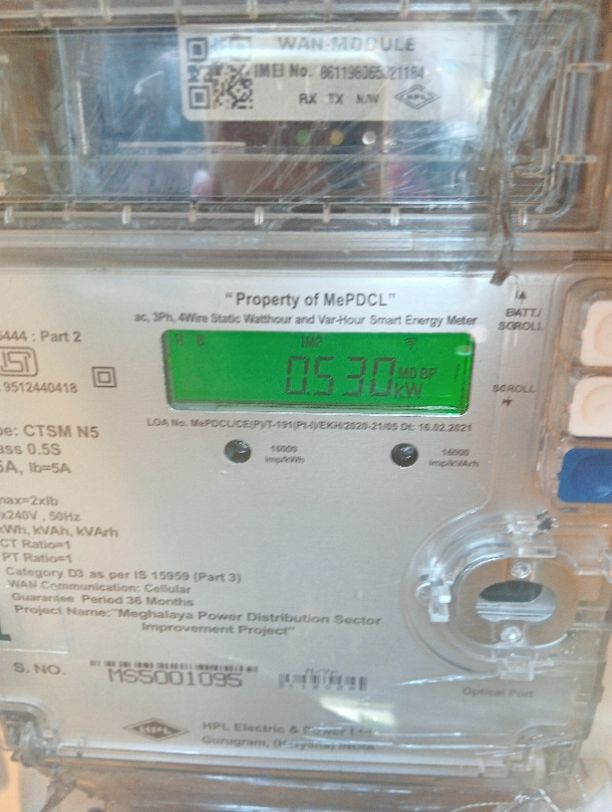 WAN-MODULE
IMEI No.
RX TX N/W
HPL
"Property of MePDCL"
ac, 3Ph, 4Wire Static Watthour and Var-Hour Smart Energy Meter
BATT/
SCROLL
444 : Part 2
9512440418
R B IMP
0.530 MD BP
kW
SCROLL
LOA No. MePDCL/CE(P)/T-191(Pt-I)/EKH/2020-21/05 Dt: 16.02.2021
16000
imp/kWh
16000
imp/kVArh
e: CTSM N5
ass 0.5S
5A, Ib=5A
max=2xIb
x240V , 50Hz
kWh, kVAh, kVArh
CT Ratio=1
PT Ratio=1
Category D3 as per IS 15959 (Part 3)
WAN Communication: Cellular
Guarantee Period 36 Months
Project Name:"Meghalaya Power Distribution Sector
Improvement Project"
S. NO.
MS5001095
Optical Port
HPL
HPL Electric & Power Ltd
Gurugram, (Haryana) INDIA